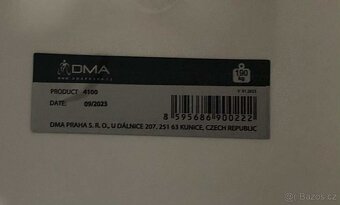 DMA
190
kg
PRODUCT 4100
DATE: 09/2023
8 595686 900222
DMA PRAHA S. R. O., U DÁLNICE 207, 251 63 KUNICE, CZECH REPUBLIC
Bazoš.cz